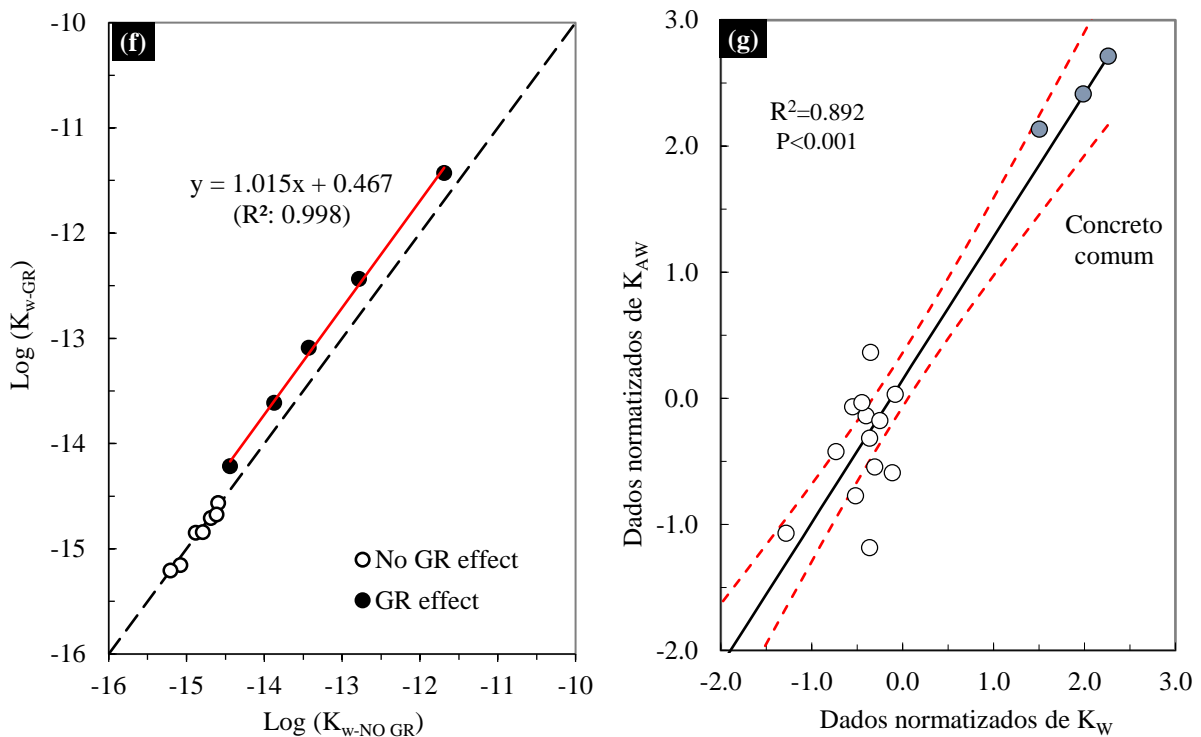 (f)
-10
-11
-12
-13
-14
-15
-16
Log (Kw-GR)
y = 1.015x + 0.467
(R²: 0.998)
No GR effect
GR effect
-16 -15 -14 -13 -12 -11 -10
Log (Kw-NO GR)
(g)
3.0
2.0
1.0
0.0
-1.0
-2.0
Dados normatizados de KAW
R²=0.892
P<0.001
Concreto
comum
-2.0 -1.0 0.0 1.0 2.0 3.0
Dados normatizados de KW